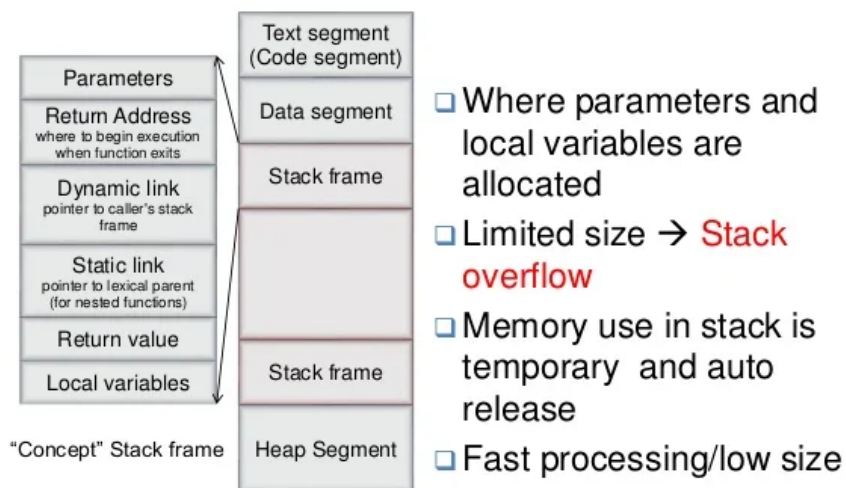 Parameters
Return Address
where to begin execution
when function exits
Dynamic link
pointer to caller's stack
frame
Static link
pointer to lexical parent
(for nested functions)
Return value
Local variables
“Concept” Stack frame
Text segment
(Code segment)
Data segment
Stack frame
Stack frame
Heap Segment
Where parameters and
local variables are
allocated
Limited size → Stack
overflow
Memory use in stack is
temporary and auto
release
Fast processing/low size